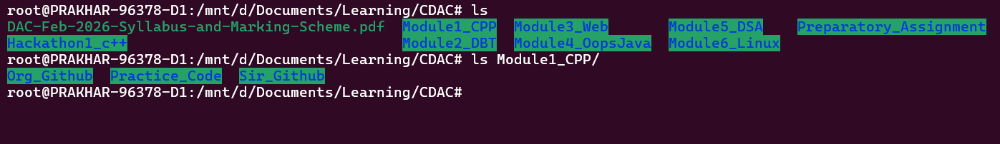 root@PRAKHAR-96378-D1:/mnt/d/Documents/Learning/CDAC# ls
DAC-Feb-2026-Syllabus-and-Marking-Scheme.pdf  Module1_CPP  Module3_Web  Module5_DSA  Preparatory_Assignment
Hackathon1_c++  Module2_DBT  Module4_OopsJava  Module6_Linux
root@PRAKHAR-96378-D1:/mnt/d/Documents/Learning/CDAC# ls Module1_CPP/
Org_Github  Practice_Code  Sir_Github
root@PRAKHAR-96378-D1:/mnt/d/Documents/Learning/CDAC#